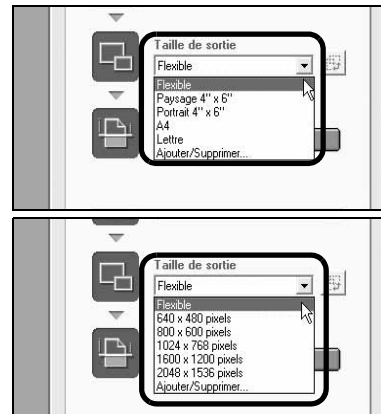 Taille de sortie
Flexible
Flexible
Paysage 4" x 6"
Portrait 4" x 6"
A4
Lettre
Ajouter/Supprimer...
Taille de sortie
Flexible
Flexible
640 x 480 pixels
800 x 600 pixels
1024 x 768 pixels
1600 x 1200 pixels
2048 x 1536 pixels
Ajouter/Supprimer...